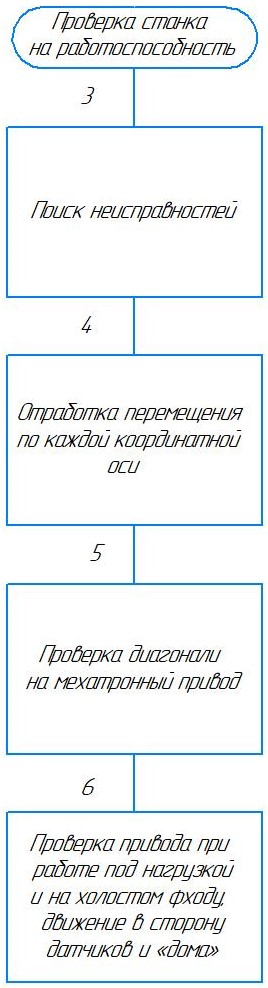 Проверка станка
на работоспособность
3
Поиск неисправностей
4
Отработка перемещения
по каждой координатной
оси
5
Проверка диагонали
на мехатронный привод
6
Проверка привода при
работе под нагрузкой
и на холостом фходу,
движение в сторону
датчиков и «дома»